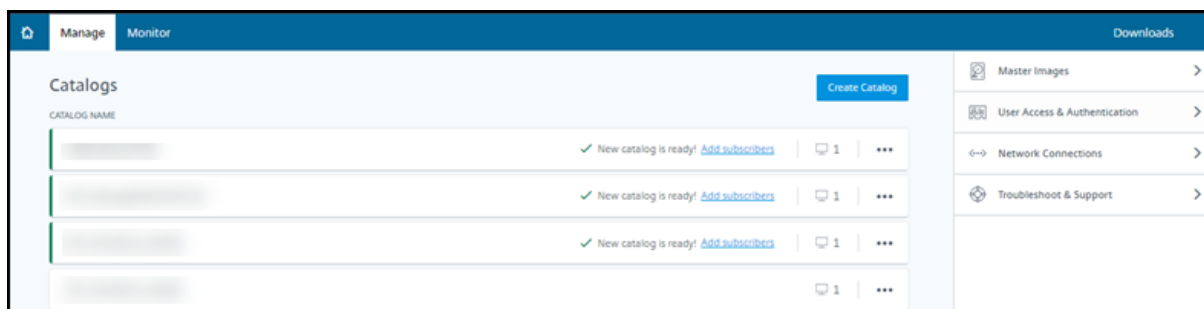 Manage Monitor Downloads
Catalogs Create Catalog
CATALOG NAME
New catalog is ready! Add subscribers 1
New catalog is ready! Add subscribers 1
New catalog is ready! Add subscribers 1
1
Master Images
User Access & Authentication
Network Connections
Troubleshoot & Support